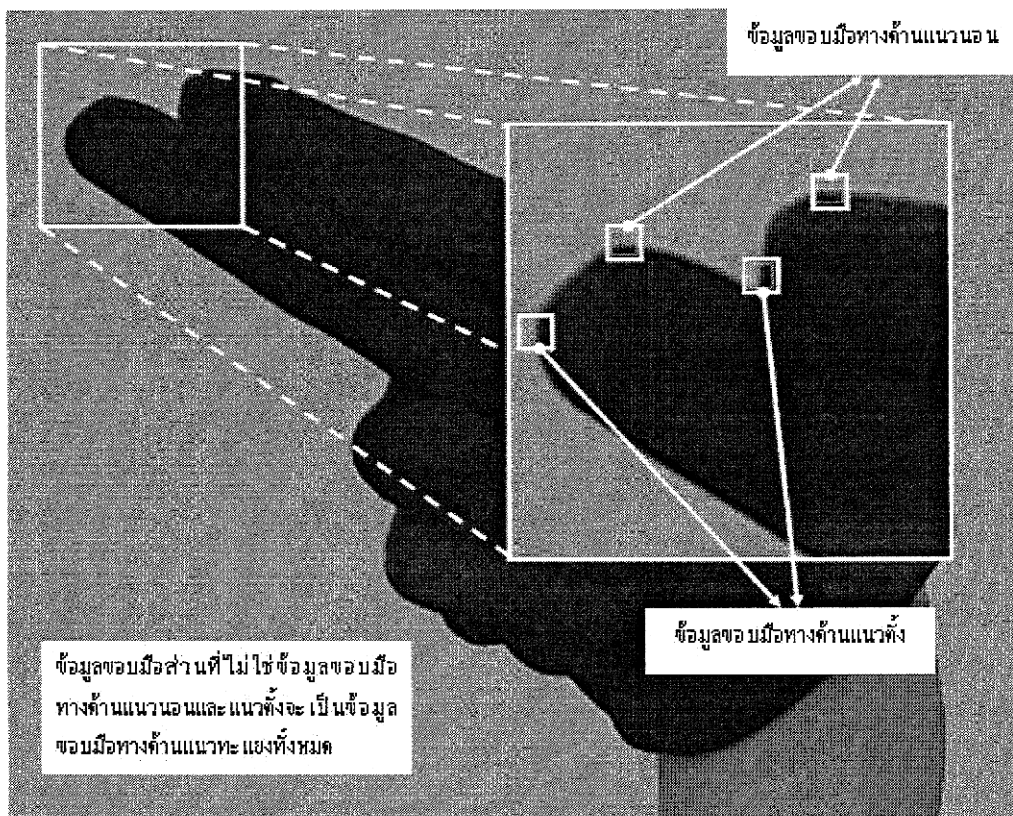 ข้อมูลขอบมือทางด้านแนวนอน
ข้อมูลขอบมือทางด้านแนวตั้ง
ข้อมูลขอบมือส่วนที่ไม่ใช่ข้อมูลขอบมือ
ทางด้านแนวนอนและแนวตั้งจะเป็นข้อมูล
ขอบมือทางด้านแนวทะแยงทั้งหมด